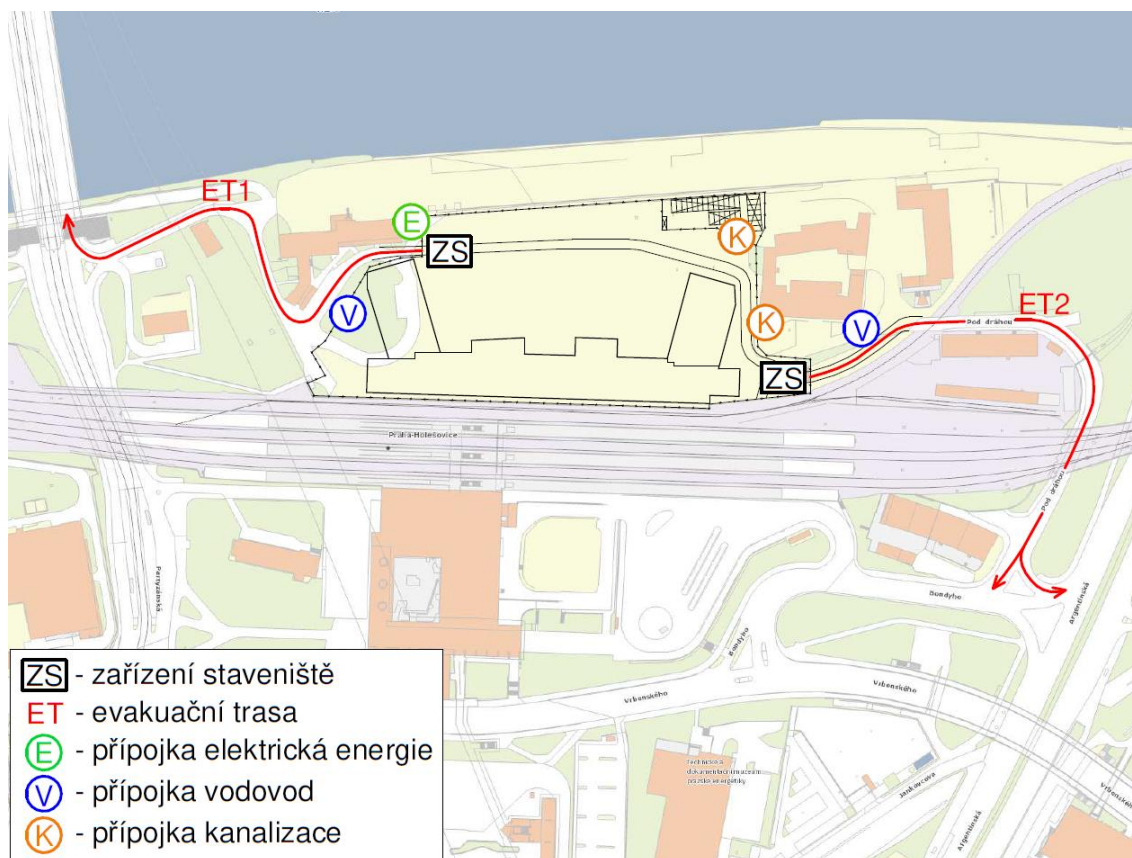 ET1
E
ZS
K
V
K
V
ET2
Pod dráhou
ZS
Praha-Holešovice
Pod dráhou
Partyzánská
Bondyho
Argentinská
Bondyho
Vrbenského
Vrbenského
Jankovcova
Vrbenského
Argentinská
ZS - zařízení staveniště
ET - evakuační trasa
E - přípojka elektrická energie
V - přípojka vodovod
K - přípojka kanalizace